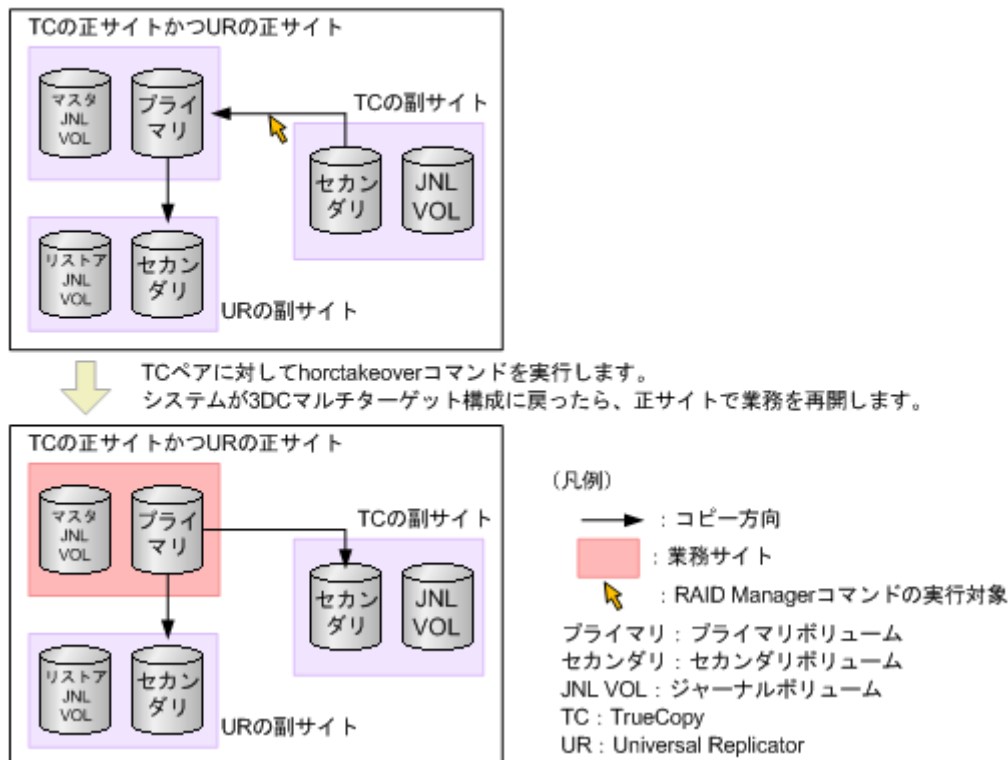 TCの正サイトかつURの正サイト
マスタ
JNL
VOL
プライ
マリ
TCの副サイト
セカン
ダリ
JNL
VOL
リストア
JNL
VOL
セカン
ダリ
URの副サイト
TCペアに対してhorctakeoverコマンドを実行します。
システムが3DCマルチターゲット構成に戻ったら、正サイトで業務を再開します。
TCの正サイトかつURの正サイト
マスタ
JNL
VOL
プライ
マリ
TCの副サイト
セカン
ダリ
JNL
VOL
リストア
JNL
VOL
セカン
ダリ
URの副サイト
（凡例）
：コピー方向
：業務サイト
：RAID Managerコマンドの実行対象
プライマリ：プライマリボリューム
セカンダリ：セカンダリボリューム
JNL VOL：ジャーナルボリューム
TC：TrueCopy
UR：Universal Replicator